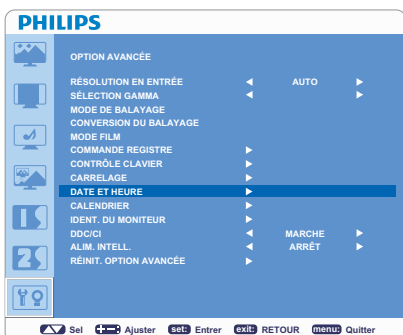 PHILIPS
OPTION AVANCÉE
RÉSOLUTION EN ENTRÉE AUTO
SÉLECTION GAMMA
MODE DE BALAYAGE
CONVERSION DU BALAYAGE
MODE FILM
COMMANDE REGISTRE
CONTRÔLE CLAVIER
CARRELAGE
DATE ET HEURE
CALENDRIER
IDENT. DU MONITEUR
DDC/CI MARCHE
ALIM. INTELL. ARRÊT
RÉINIT. OPTION AVANCÉE
Sel Ajuster set: Entrer exit: RETOUR menu: Quitter